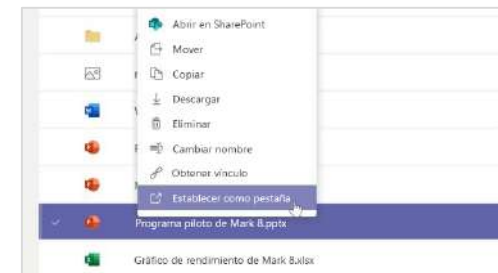 Abrir en SharePoint
Mover
Copiar
Descargar
Eliminar
Cambiar nombre
Obtener vínculo
Establecer como pestaña
Programa piloto de Mark 8.pptx
Gráfico de rendimiento de Mark 8.xlsx